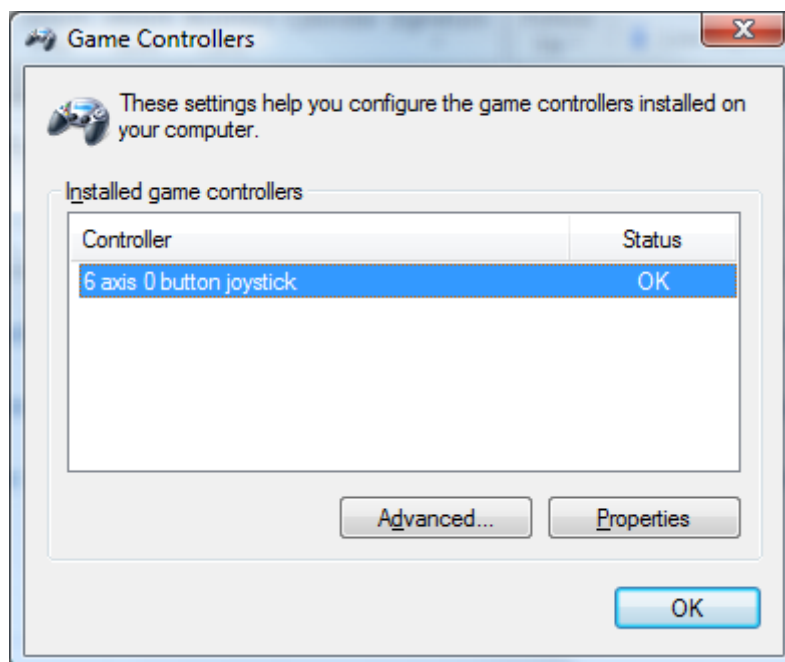 Game Controllers
These settings help you configure the game controllers installed on
your computer.
Installed game controllers
Controller Status
6 axis 0 button joystick OK
Advanced... Properties
OK